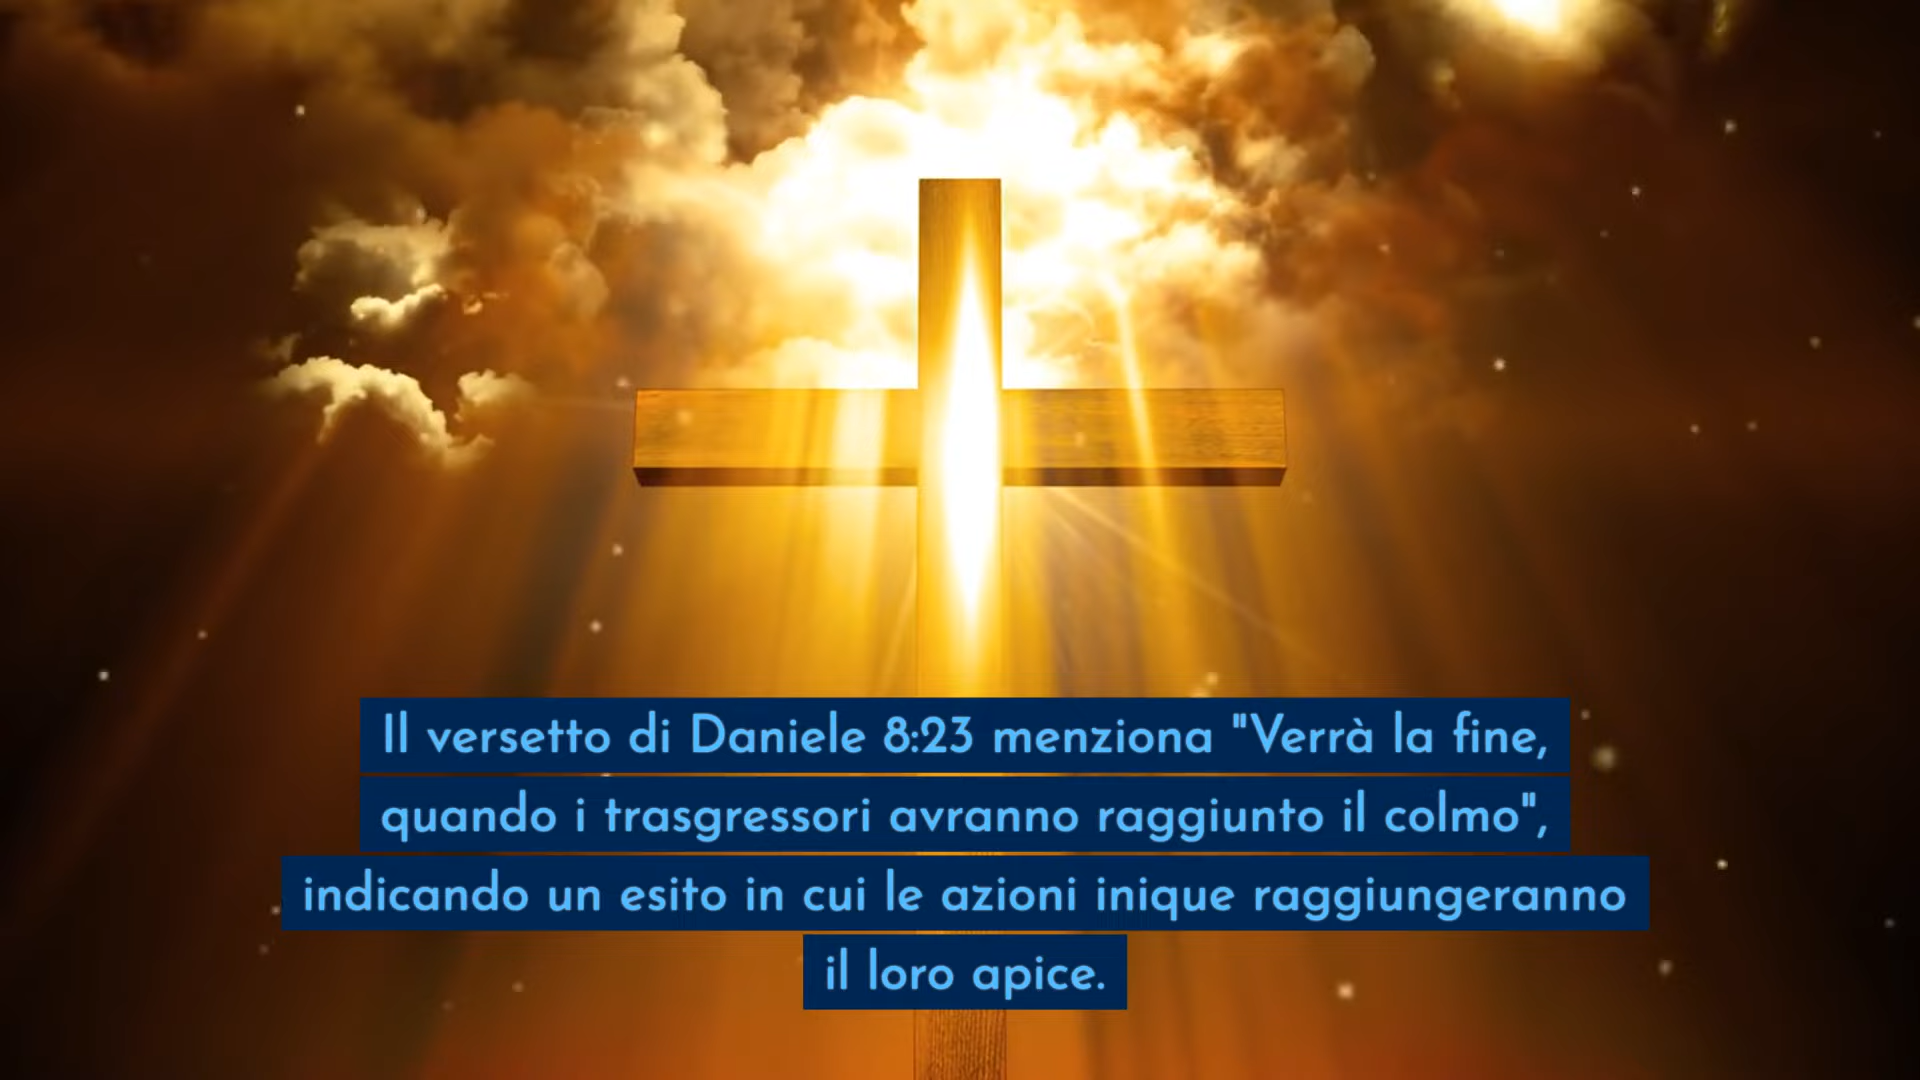 Il versetto di Daniele 8:23 menziona "Verrà la fine,
quando i trasgressori avranno raggiunto il colmo",
indicando un esito in cui le azioni inique raggiungeranno
il loro apice.